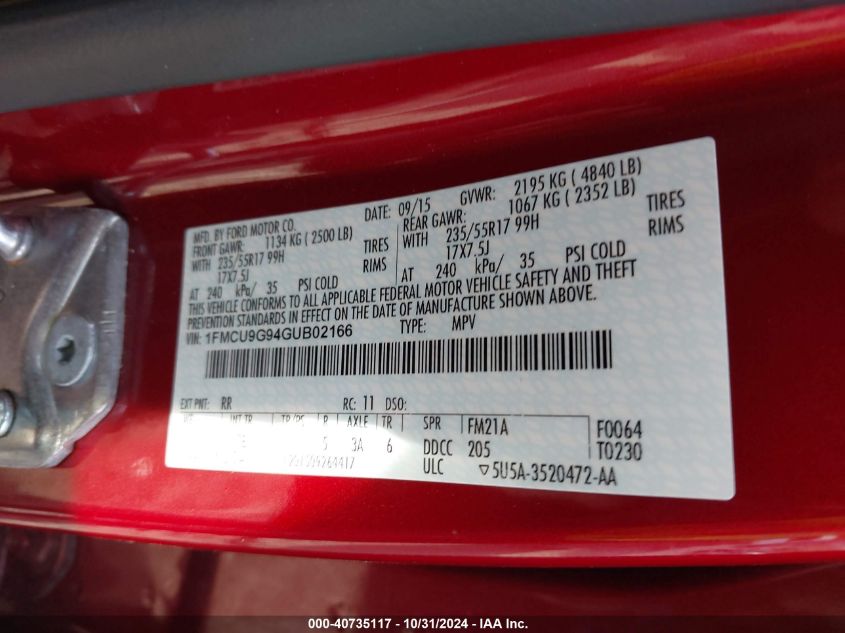 MFD. BY FORD MOTOR CO.
DATE: 09/15 GVWR: 2195 KG ( 4840 LB)
FRONT GAWR: 1134 KG ( 2500 LB) REAR GAWR: 1067 KG ( 2352 LB)
WITH 235/55R17 99H TIRES WITH 235/55R17 99H TIRES
17X7.5J RIMS 17X7.5J RIMS
AT 240 kPa/ 35 PSI COLD AT 240 kPa/ 35 PSI COLD
THIS VEHICLE CONFORMS TO ALL APPLICABLE FEDERAL MOTOR VEHICLE SAFETY AND THEFT
PREVENTION STANDARDS IN EFFECT ON THE DATE OF MANUFACTURE SHOWN ABOVE.
VIN: 1FMCU9G94GUB02166 TYPE: MPV
EXT PNT: RR RC: 11 DSO:
INT TR TP/PS R AXLE TR SPR FM21A F0064
5 3A 6 DDCC 205 T0230
ULC ▽5U5A-3520472-AA
000-40735117 - 10/31/2024 - IAA Inc.